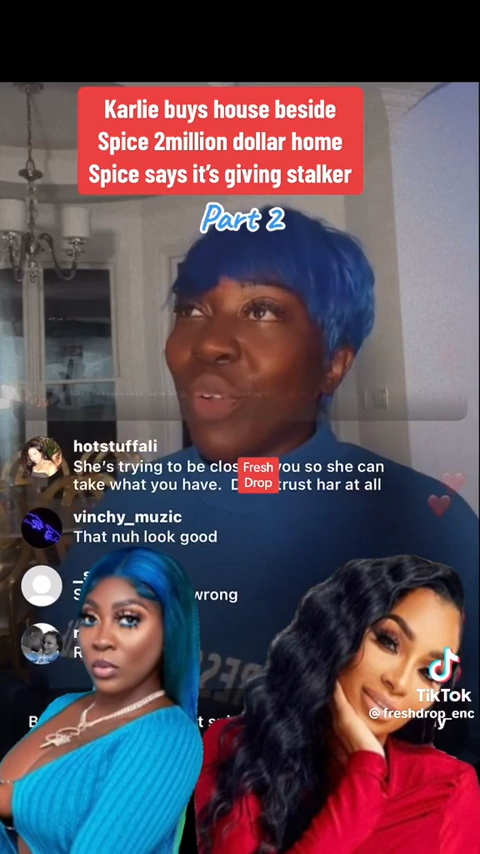 Karlie buys house beside
Spice 2million dollar home
Spice says it's giving stalker
Part 2
hotstuffali
She's trying to be clos you so she can
take what you have. D trust har at all
Fresh
Drop
vinchy_muzic
That nuh look good
wrong
TikTok
@freshdrop_enc